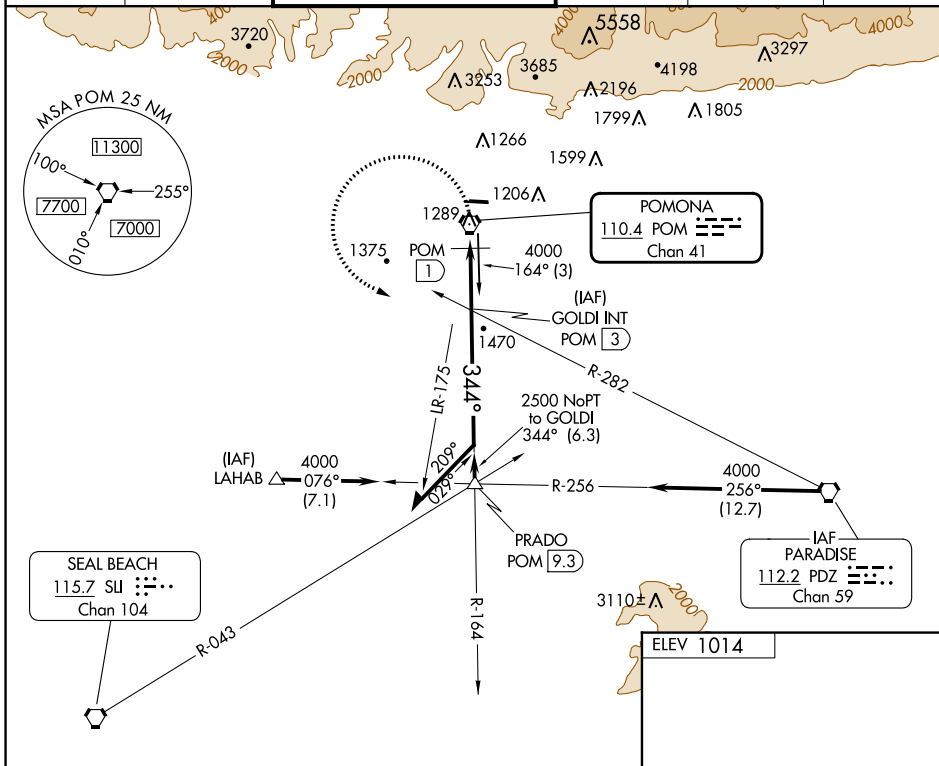 4000
5558
4000
4000
3720
2000
2000
3253
3685
4198
3297
2000
2196
1799
1805
1266
1599
MSA POM 25 NM
11300
100°
255°
7700
7000
010°
1206
1289
POMONA
110.4 POM
Chan 41
1375
POM
1
4000
164° (3)
(IAF)
GOLDI INT
POM 3
1470
LR-175
344°
R-282
2500 NoPT
to GOLDI
344° (6.3)
209°
029°
(IAF)
LAHAB
4000
076°
(7.1)
R-256
4000
256°
(12.7)
PRADO
POM 9.3
IAF
PARADISE
112.2 PDZ
Chan 59
SEAL BEACH
115.7 SLI
Chan 104
R-043
R-164
3110±
2000
ELEV 1014